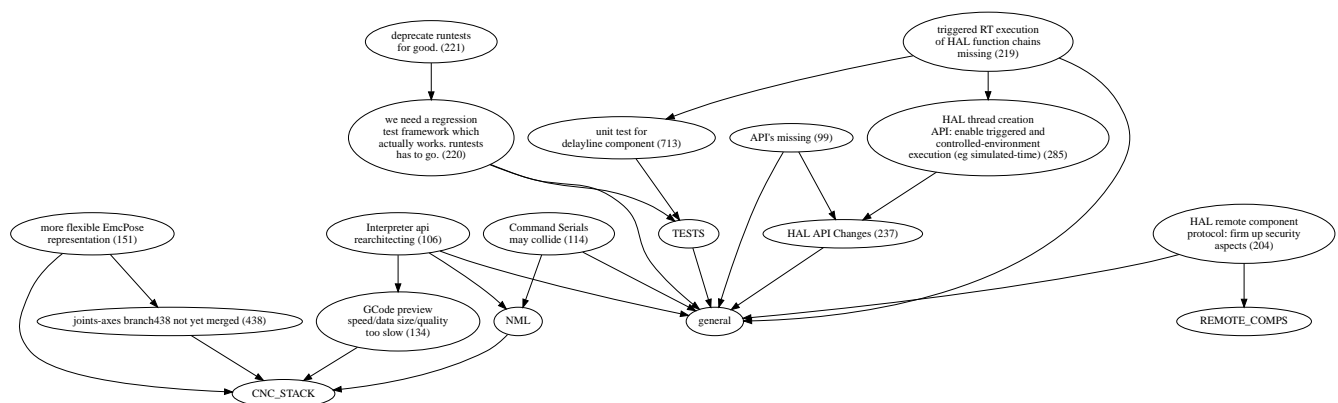 deprecate runtests
for good. (221)
triggered RT execution
of HAL function chains
missing (219)
we need a regression
test framework which
actually works. runtests
has to go. (220)
unit test for
delayline component (713)
API's missing (99)
HAL thread creation
API: enable triggered and
controlled-environment
execution (eg simulated-time) (285)
more flexible EmcPose
representation (151)
Interpreter api
rearchitecting (106)
Command Serials
may collide (114)
TESTS
HAL API Changes (237)
HAL remote component
protocol: firm up security
aspects (204)
joints-axes branch438 not yet merged (438)
GCode preview
speed/data size/quality
too slow (134)
NML
general
REMOTE_COMPS
CNC_STACK